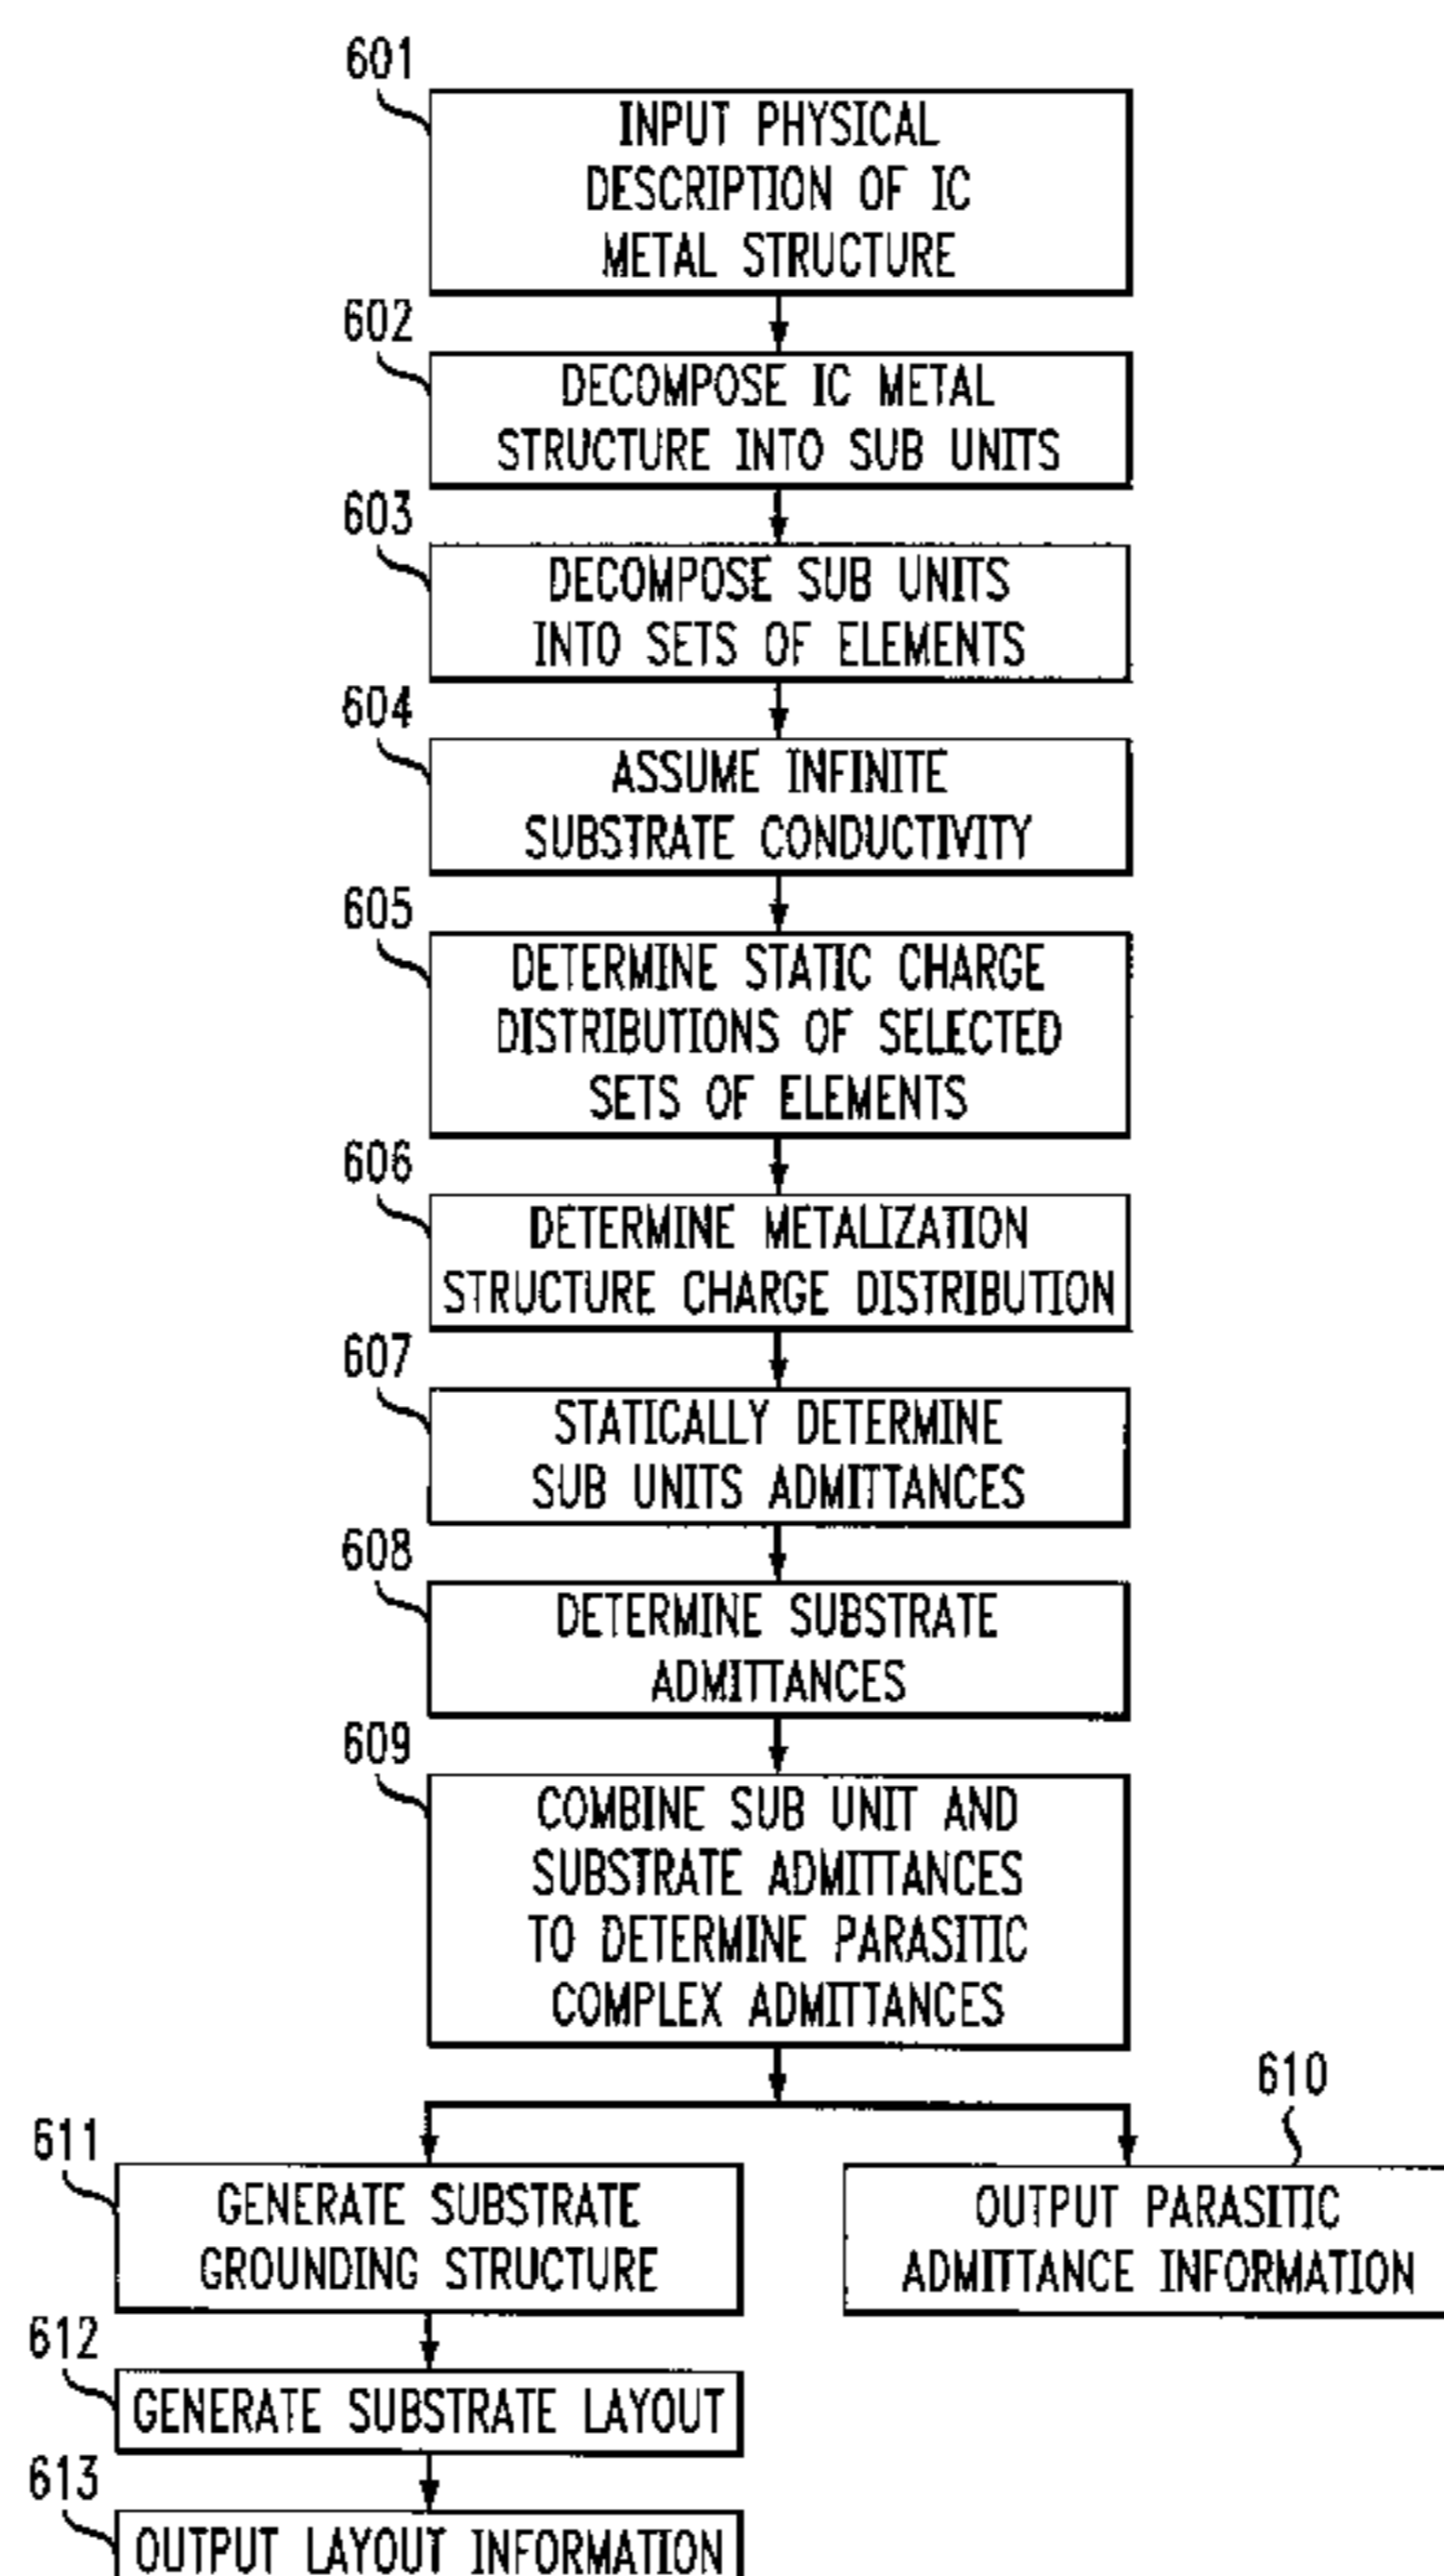 601
INPUT PHYSICAL
DESCRIPTION OF IC
METAL STRUCTURE
602
DECOMPOSE IC METAL
STRUCTURE INTO SUB UNITS
603
DECOMPOSE SUB UNITS
INTO SETS OF ELEMENTS
604
ASSUME INFINITE
SUBSTRATE CONDUCTIVITY
605
DETERMINE STATIC CHARGE
DISTRIBUTIONS OF SELECTED
SETS OF ELEMENTS
606
DETERMINE METALIZATION
STRUCTURE CHARGE DISTRIBUTION
607
STATICALLY DETERMINE
SUB UNITS ADMITTANCES
608
DETERMINE SUBSTRATE
ADMITTANCES
609
COMBINE SUB UNIT AND
SUBSTRATE ADMITTANCES
TO DETERMINE PARASITIC
COMPLEX ADMITTANCES
610
OUTPUT PARASITIC
ADMITTANCE INFORMATION
611
GENERATE SUBSTRATE
GROUNDING STRUCTURE
612
GENERATE SUBSTRATE LAYOUT
613
OUTPUT LAYOUT INFORMATION